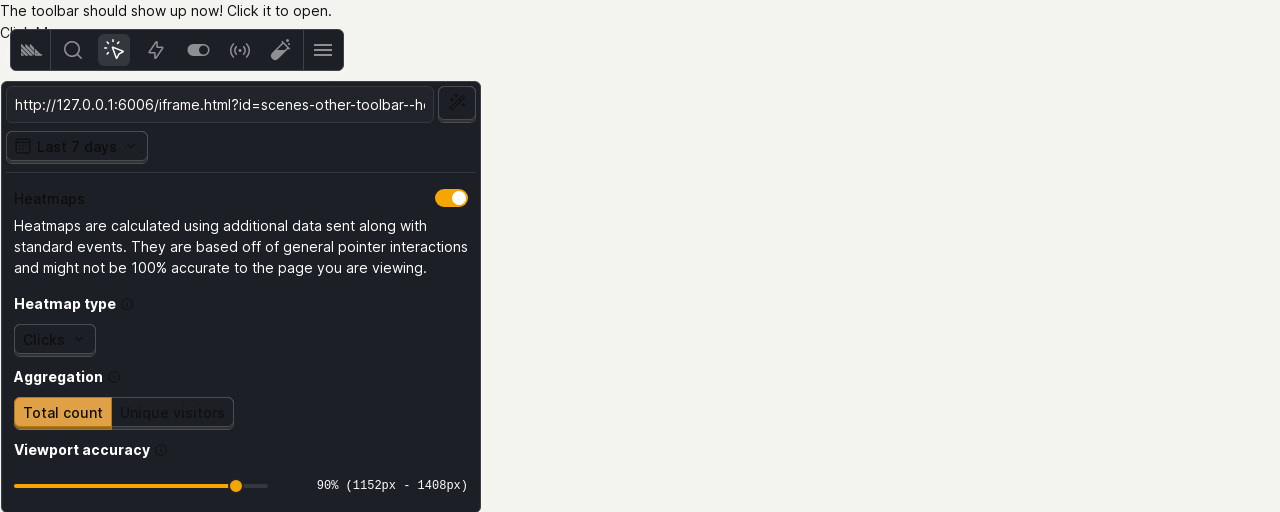 The toolbar should show up now! Click it to open.
http://127.0.0.1:6006/iframe.html?id=scenes-other-toolbar--he
Last 7 days
Heatmaps
Heatmaps are calculated using additional data sent along with
standard events. They are based off of general pointer interactions
and might not be 100% accurate to the page you are viewing.
Heatmap type
Clicks
Aggregation
Total count Unique visitors
Viewport accuracy
90% (1152px - 1408px)